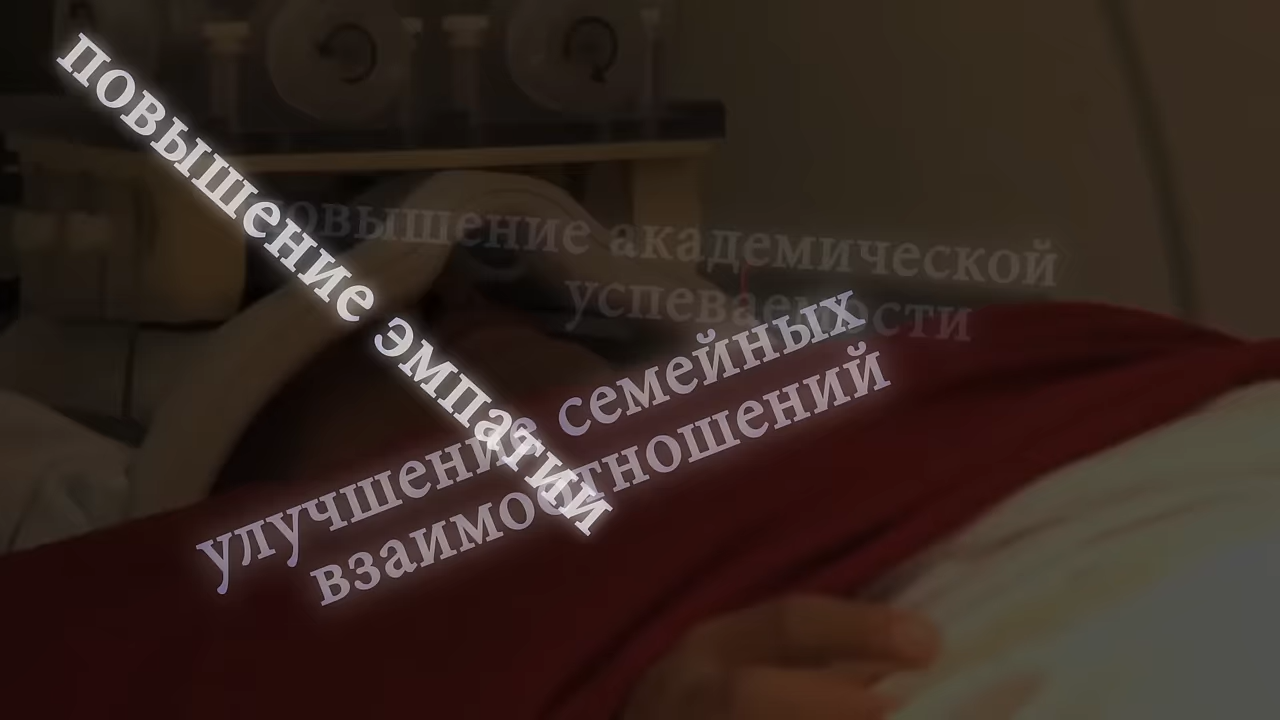 повышение эмпатии
повышение академической
успеваемости
улучшение семейных
взаимоотношений